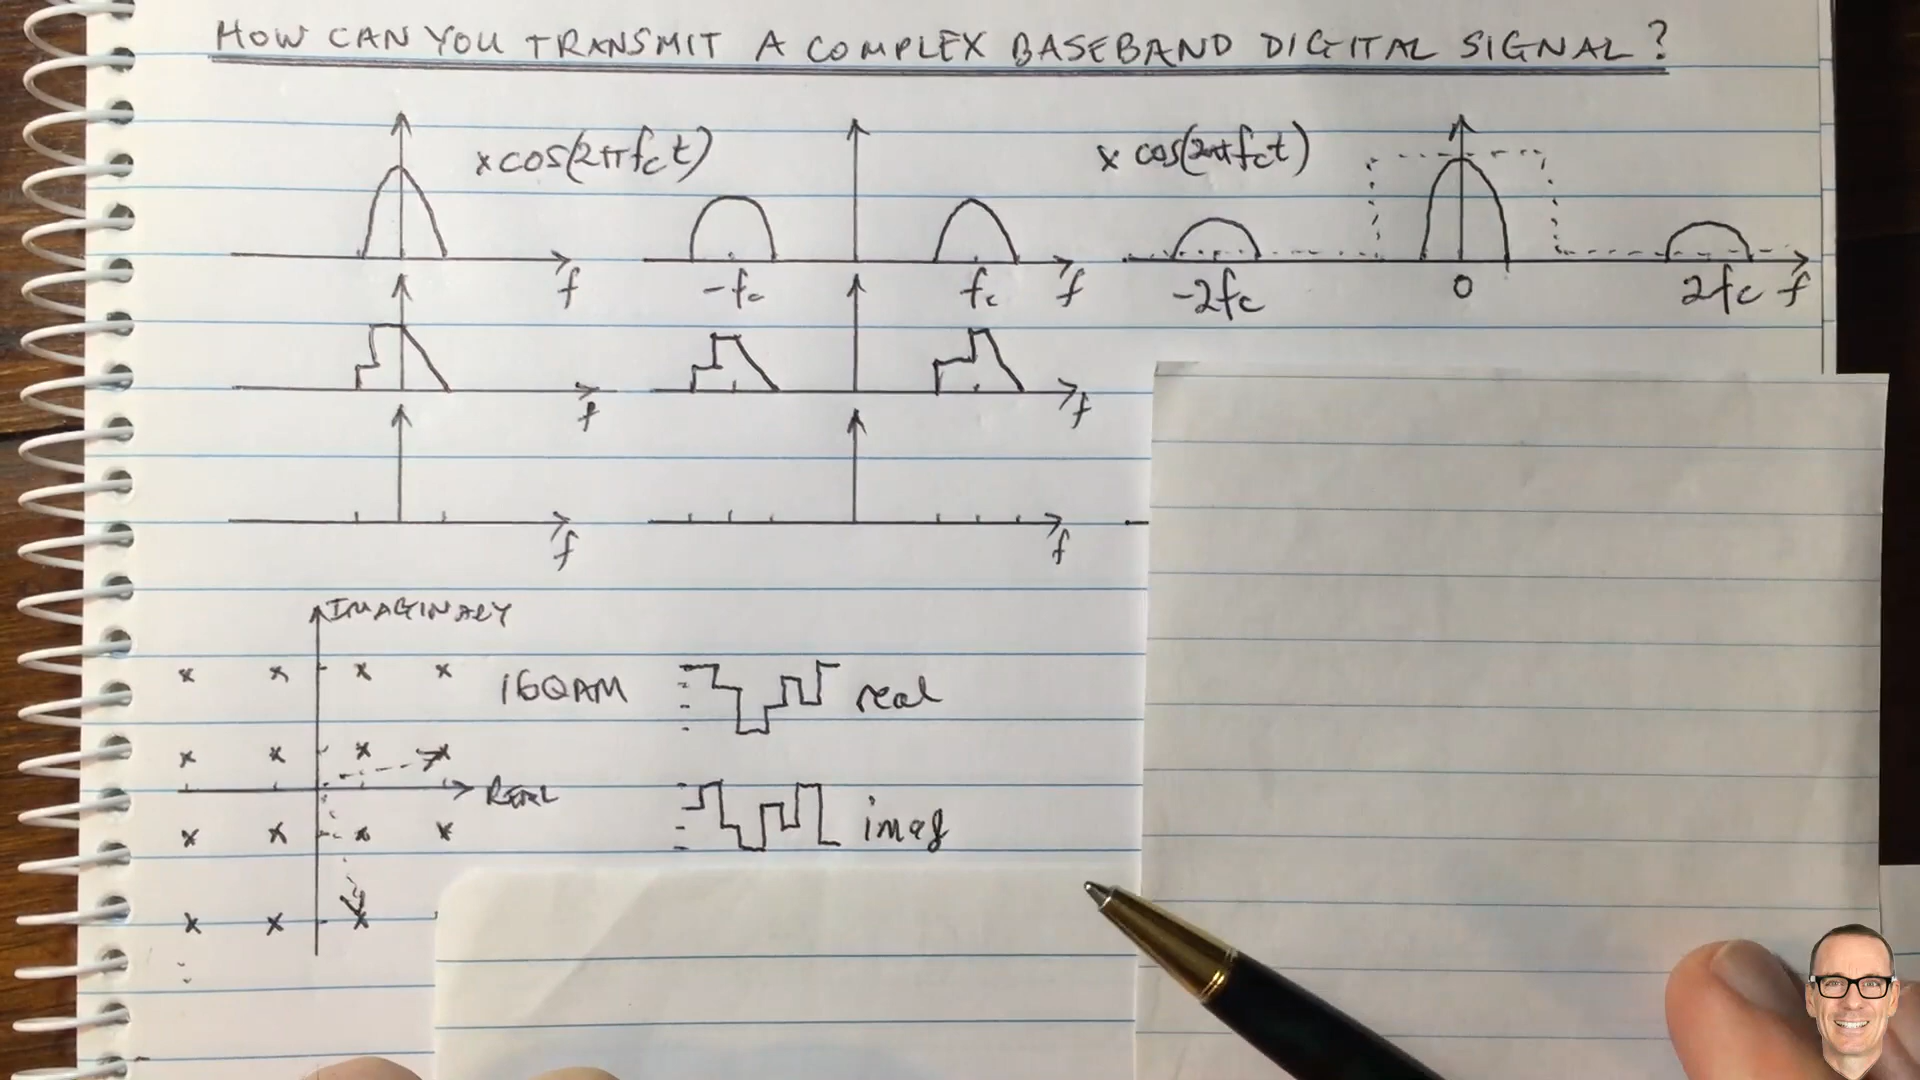 HOW CAN YOU TRANSMIT A COMPLEX BASEBAND DIGITAL SIGNAL?
x cos(2πfct) x cos(2πfct)
f -fc fc f -2fc 0 2fc f
f f
f f
IMAGINARY
16QAM real
REAL imag